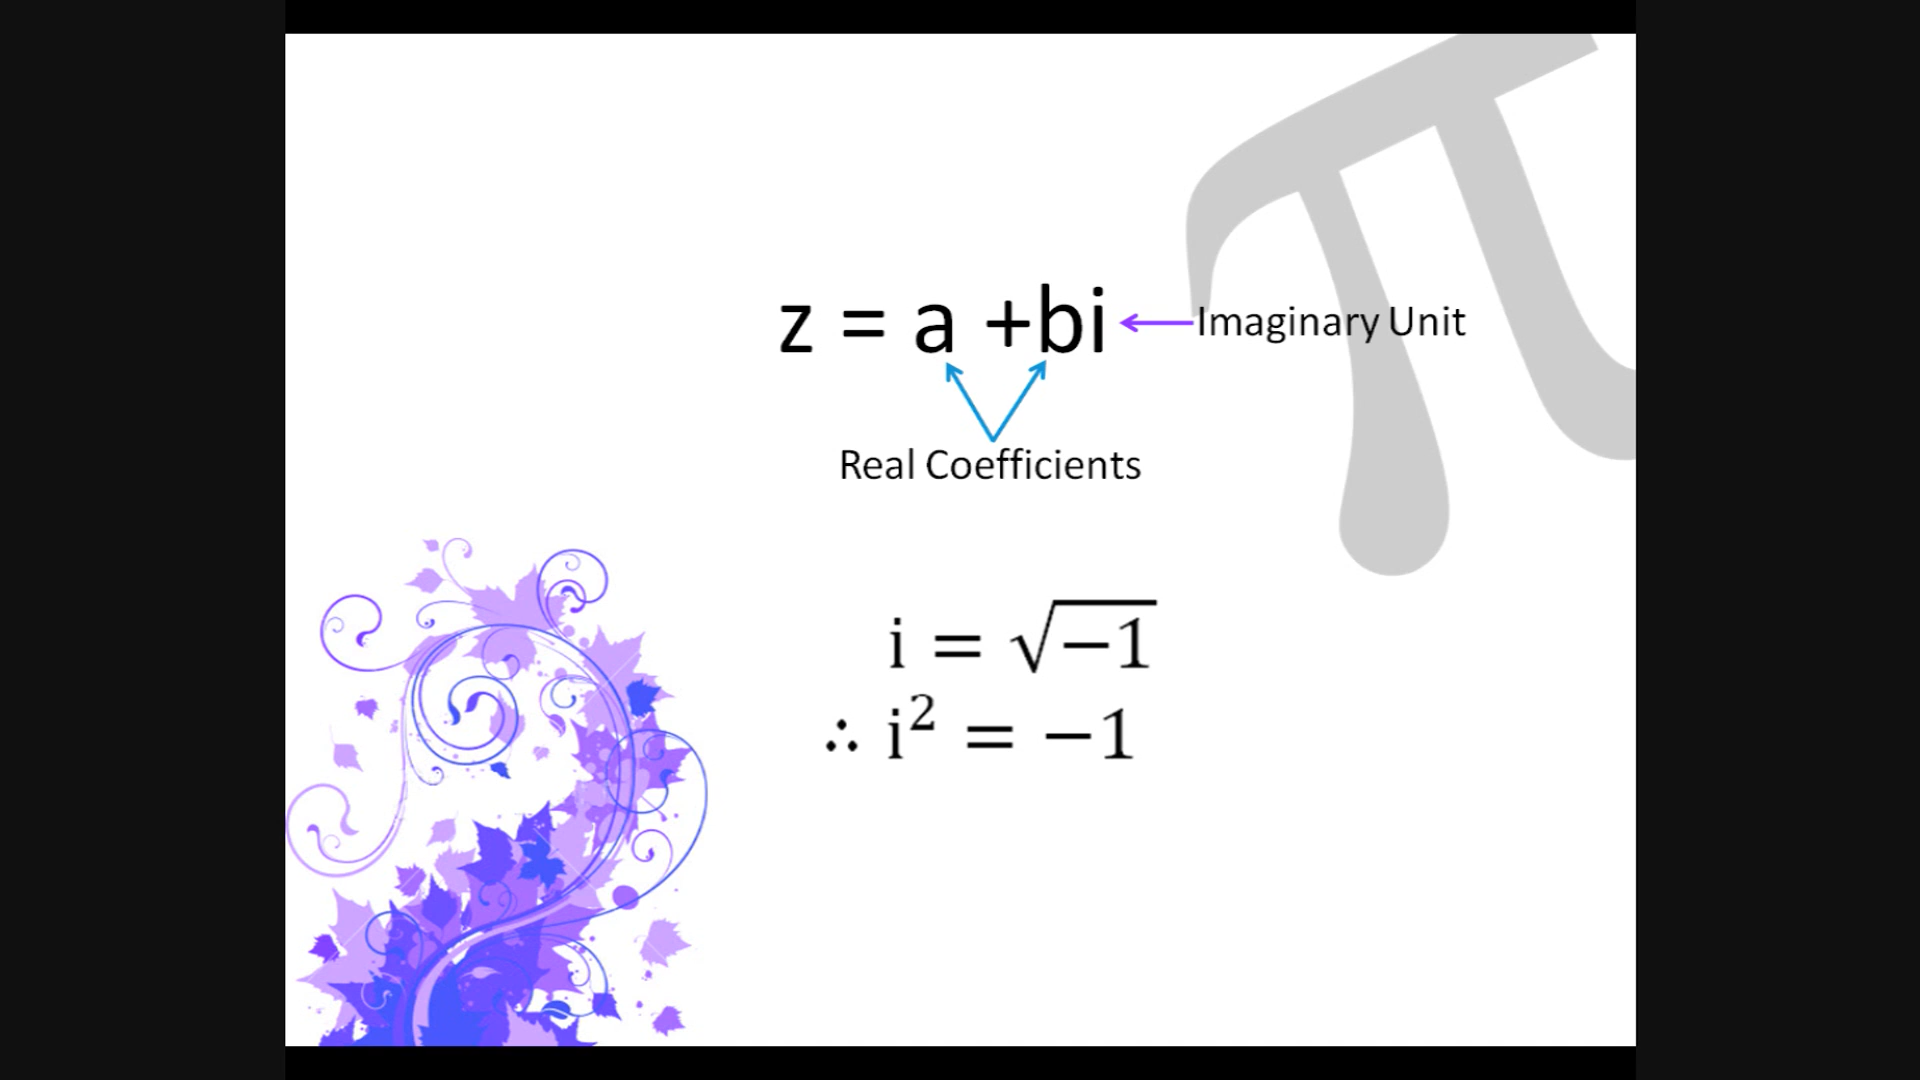 z = a +bi
Imaginary Unit
Real Coefficients
i = √−1
∴ i² = −1
π